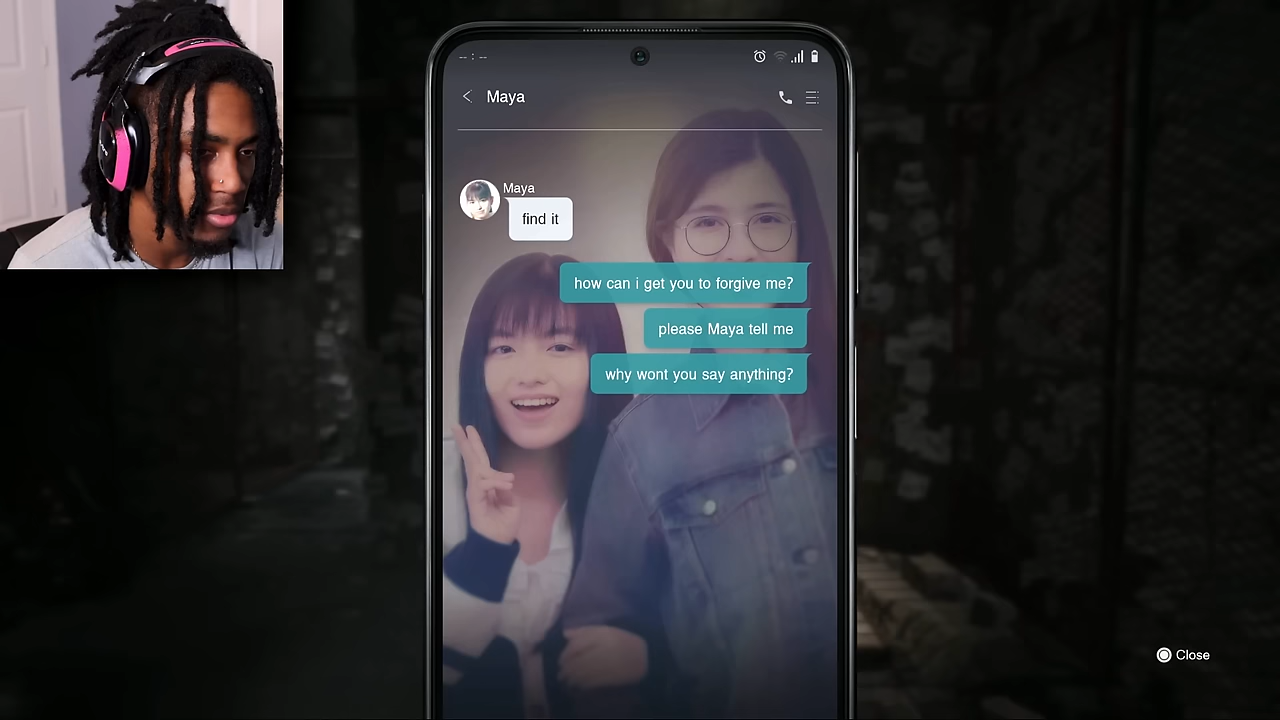 -- : --
Maya
Maya
find it
how can i get you to forgive me?
please Maya tell me
why wont you say anything?
Close